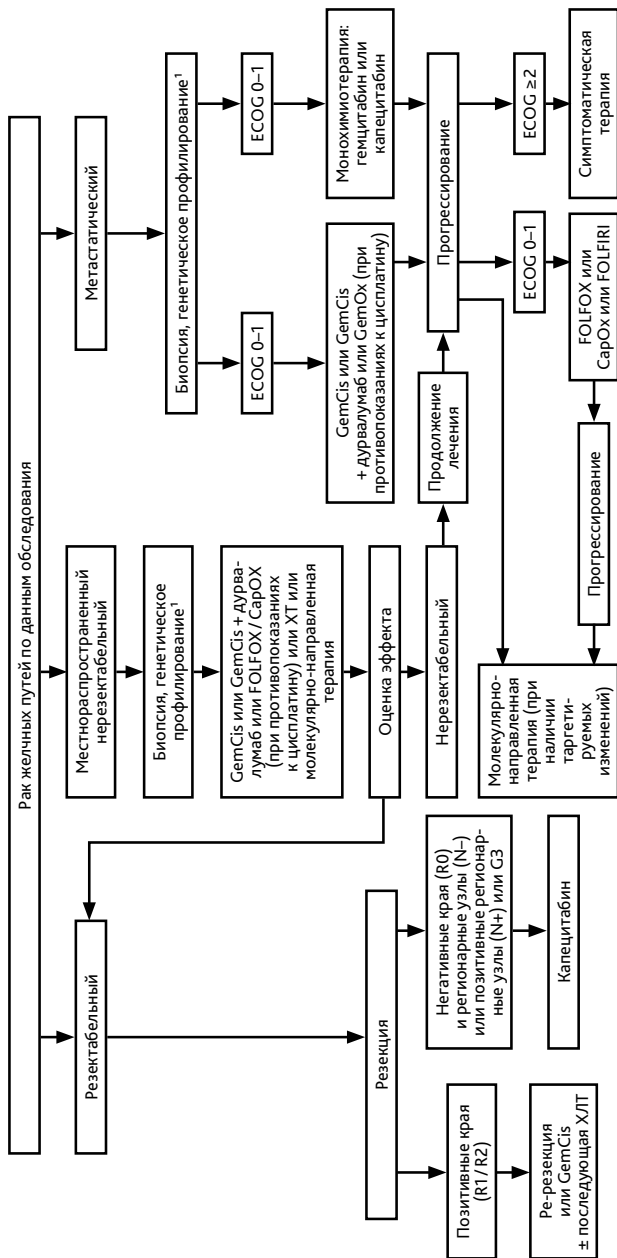 Рак желчных путей по данным обследования
Резектабельный
Местнораспространенный
нерезектабельный
Метастатический
Биопсия, генетическое
профилирование¹
Биопсия, генетическое профилирование¹
GemCis или GemCis + дурва-
лумаб или FOLFOX / CapOX
(при противопоказаниях
к цисплатину) или ХТ или
молекулярно-направленная
терапия
ECOG 0–1
ECOG 0–1
GemCis или GemCis
+ дурвалумаб или GemOx (при
противопоказаниях к цисплатину)
Монохимиотерапия:
гемцитабин или
капецитабин
Оценка эффекта
Резекция
Нерезектабельный
Продолжение
лечения
Прогрессирование
Позитивные края
(R1 / R2)
Негативные края (R0)
и регионарные узлы (N–)
или позитивные регионар-
ные узлы (N+) или G3
ECOG 0–1
ECOG ≥2
Ре-резекция
или GemCis
± последующая ХЛТ
Капецитабин
Молекулярно-
направленная
терапия (при
наличии
таргети-
руемых
изменений)
Прогрессирование
FOLFOX или
CapOx или FOLFIRI
Симптоматическая
терапия